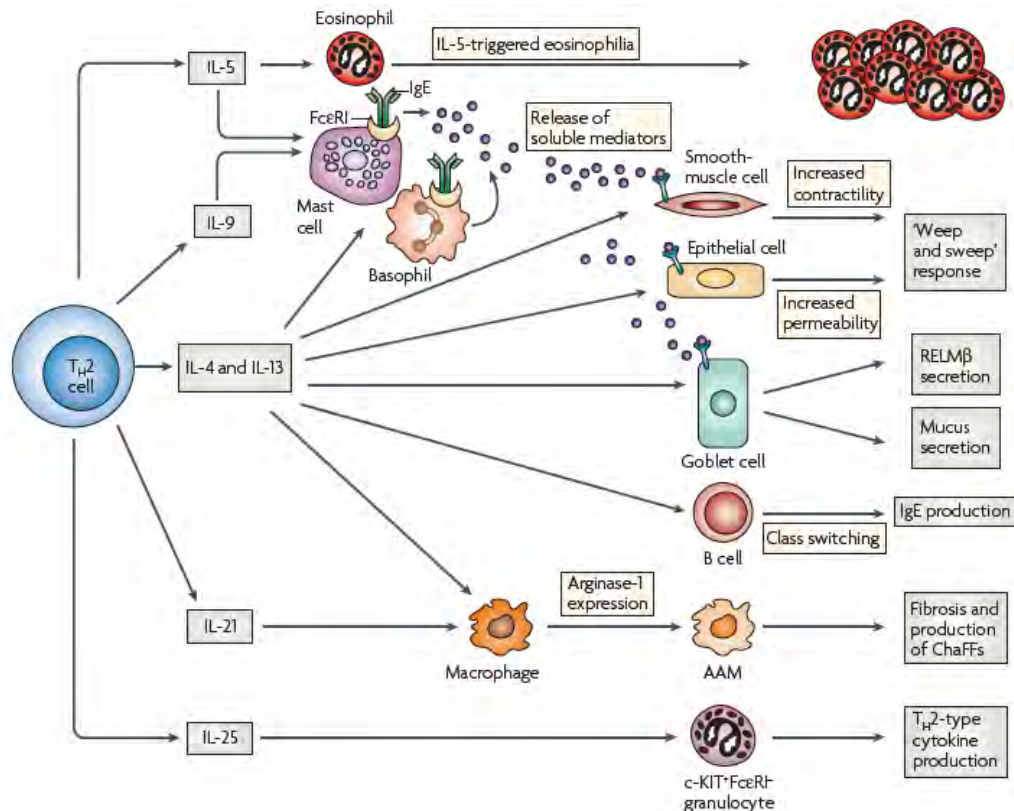 Eosinophil
IL-5-triggered eosinophilia
IL-5
IgE
FcεRI
Release of
soluble mediators
Smooth-
muscle cell
Increased
contractility
Mast
cell
IL-9
Basophil
Epithelial cell
'Weep
and sweep'
response
Increased
permeability
TH2
cell
IL-4 and IL-13
RELMβ
secretion
Mucus
secretion
Goblet cell
IgE production
B cell
Class switching
Arginase-1
expression
IL-21
Macrophage
AAM
Fibrosis and
production
of ChaFFs
IL-25
TH2-type
cytokine
production
c-KIT+FcεRI-
granulocyte